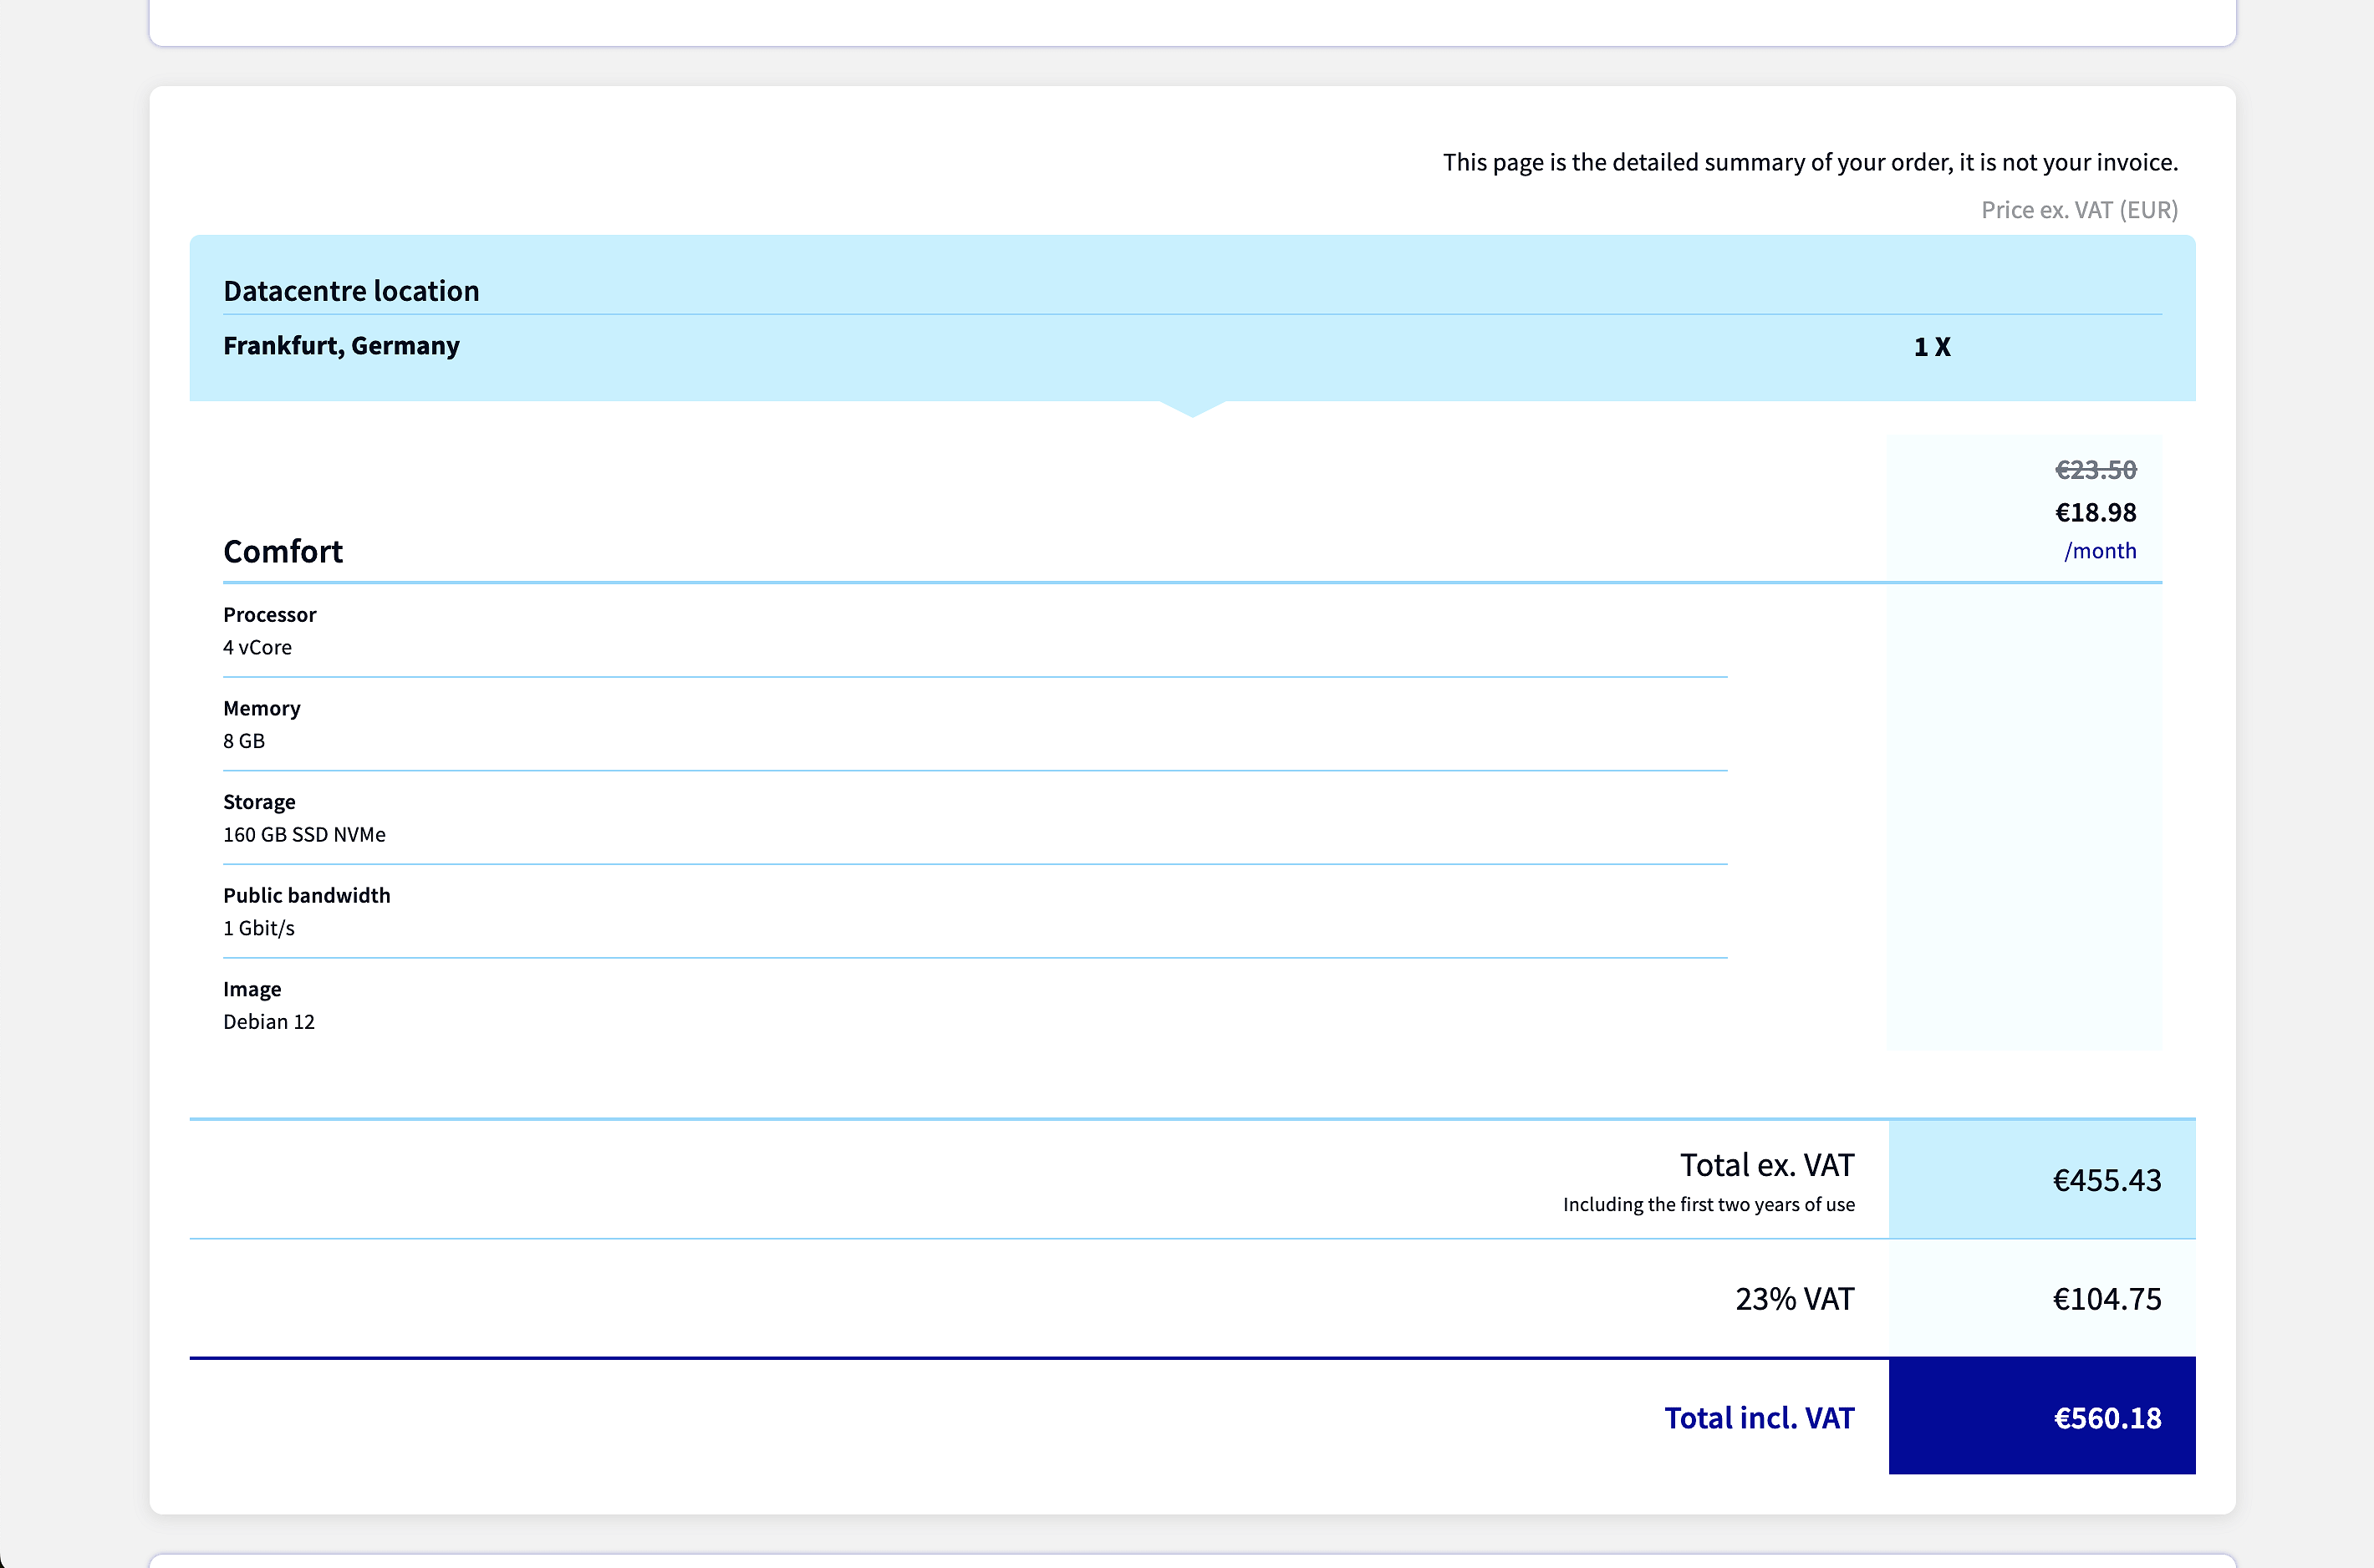 This page is the detailed summary of your order, it is not your invoice.
Price ex. VAT (EUR)
Datacentre location
Frankfurt, Germany 1 X
€23.50
€18.98
/month
Comfort
Processor
4 vCore
Memory
8 GB
Storage
160 GB SSD NVMe
Public bandwidth
1 Gbit/s
Image
Debian 12
Total ex. VAT €455.43
Including the first two years of use
23% VAT €104.75
Total incl. VAT €560.18